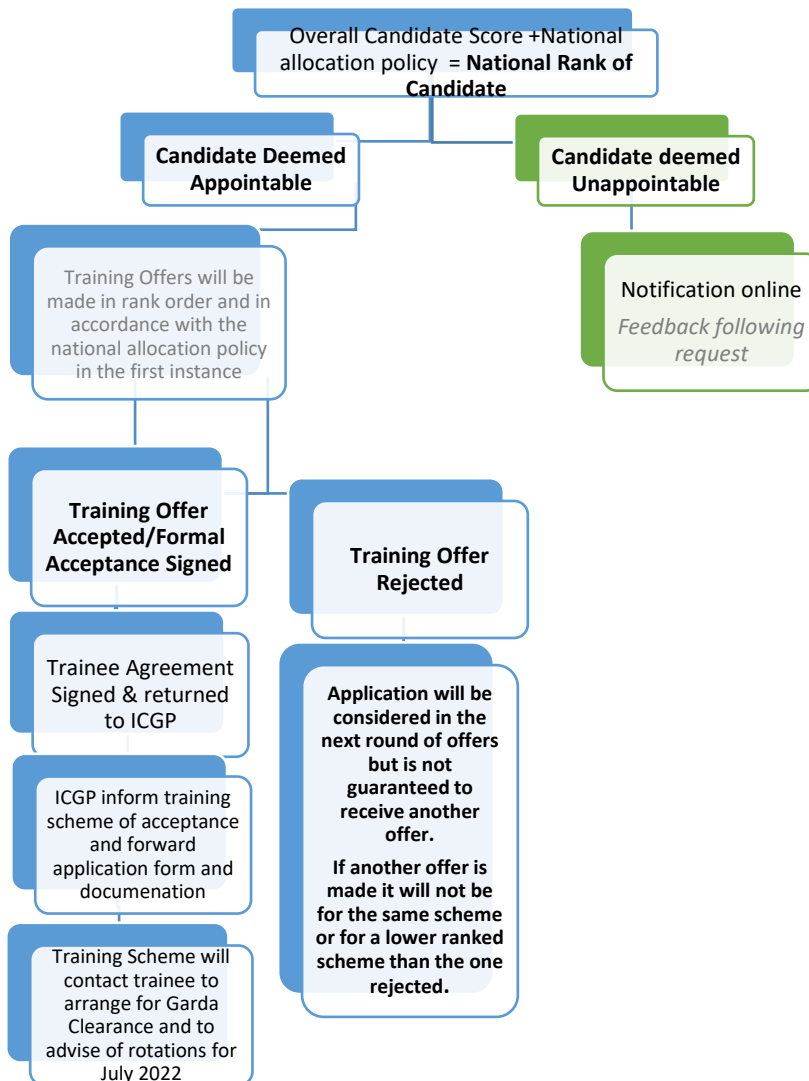 Overall Candidate Score +National
allocation policy = National Rank of
Candidate
Candidate Deemed
Appointable
Candidate deemed
Unappointable
Training Offers will be
made in rank order and in
accordance with the
national allocation policy
in the first instance
Notification online
Feedback following
request
Training Offer
Accepted/Formal
Acceptance Signed
Training Offer
Rejected
Trainee Agreement
Signed & returned
to ICGP
Application will be
considered in the
next round of offers
but is not
guaranteed to
receive another
offer.
If another offer is
made it will not be
for the same scheme
or for a lower ranked
scheme than the one
rejected.
ICGP inform training
scheme of acceptance
and forward
application form and
documenation
Training Scheme will
contact trainee to
arrange for Garda
Clearance and to
advise of rotations for
July 2022